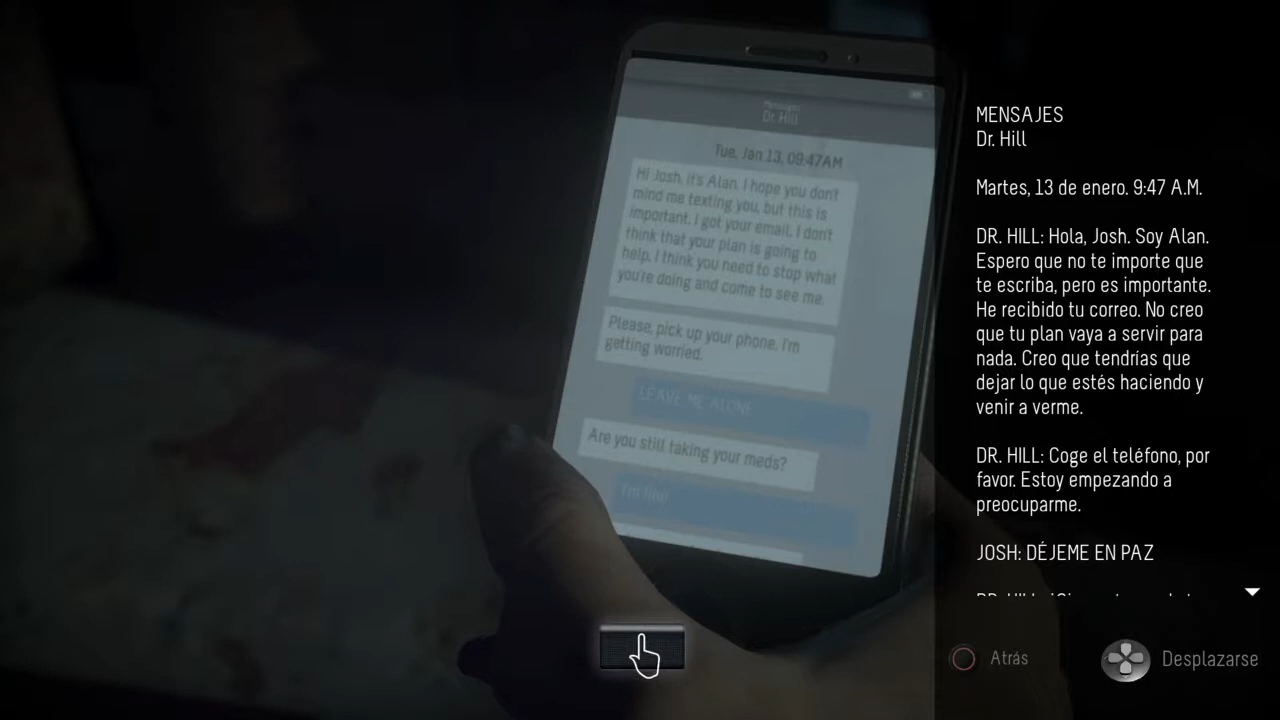 Mensajes
Dr. Hill
Tue, Jan 13, 09:47AM
Hi Josh, it's Alan. I hope you don't
mind me texting you, but this is
important. I got your email. I don't
think that your plan is going to
help. I think you need to stop what
you're doing and come to see me.
Please, pick up your phone. I'm
getting worried.
LEAVE ME ALONE
Are you still taking your meds?
I'm fine
MENSAJES
Dr. Hill
Martes, 13 de enero. 9:47 A.M.
DR. HILL: Hola, Josh. Soy Alan.
Espero que no te importe que
te escriba, pero es importante.
He recibido tu correo. No creo
que tu plan vaya a servir para
nada. Creo que tendrías que
dejar lo que estés haciendo y
venir a verme.
DR. HILL: Coge el teléfono, por
favor. Estoy empezando a
preocuparme.
JOSH: DÉJEME EN PAZ
Atrás
Desplazarse